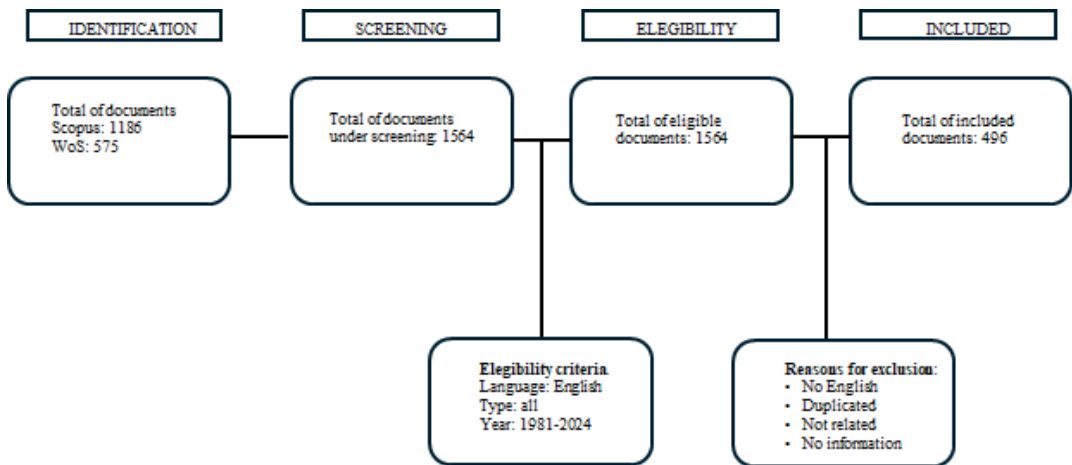 IDENTIFICATION
SCREENING
ELEGIBILITY
INCLUDED
Total of documents
Scopus: 1186
WoS: 575
Total of documents
under screening: 1564
Total of eligible
documents: 1564
Total of included
documents: 496
Elegibility criteria
Language: English
Type: all
Year: 1981-2024
Reasons for exclusion:
• No English
• Duplicated
• Not related
• No information